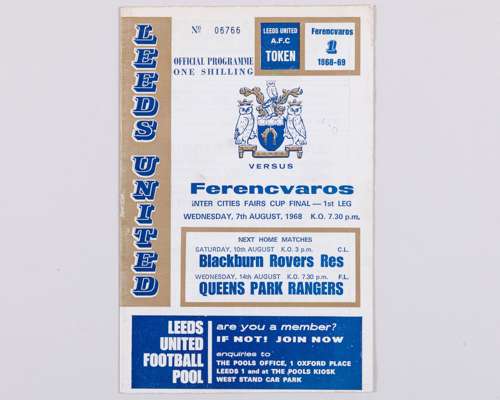 LEEDS UNITED
Nº 06766
OFFICIAL PROGRAMME
ONE SHILLING
LEEDS UNITED
A.F.C
TOKEN
Ferencvaros
1
1968-69
VERSUS
Ferencvaros
INTER CITIES FAIRS CUP FINAL — 1st LEG
WEDNESDAY, 7th AUGUST, 1968 K.O. 7.30 p.m.
NEXT HOME MATCHES
SATURDAY, 10th AUGUST K.O. 3 p.m. C.L.
Blackburn Rovers Res
WEDNESDAY, 14th AUGUST K.O. 7.30 p.m. F.L.
QUEENS PARK RANGERS
LEEDS
UNITED
FOOTBALL
POOL
are you a member?
IF NOT! JOIN NOW
enquiries to
THE POOLS OFFICE, 1 OXFORD PLACE
LEEDS 1 and at THE POOLS KIOSK
WEST STAND CAR PARK